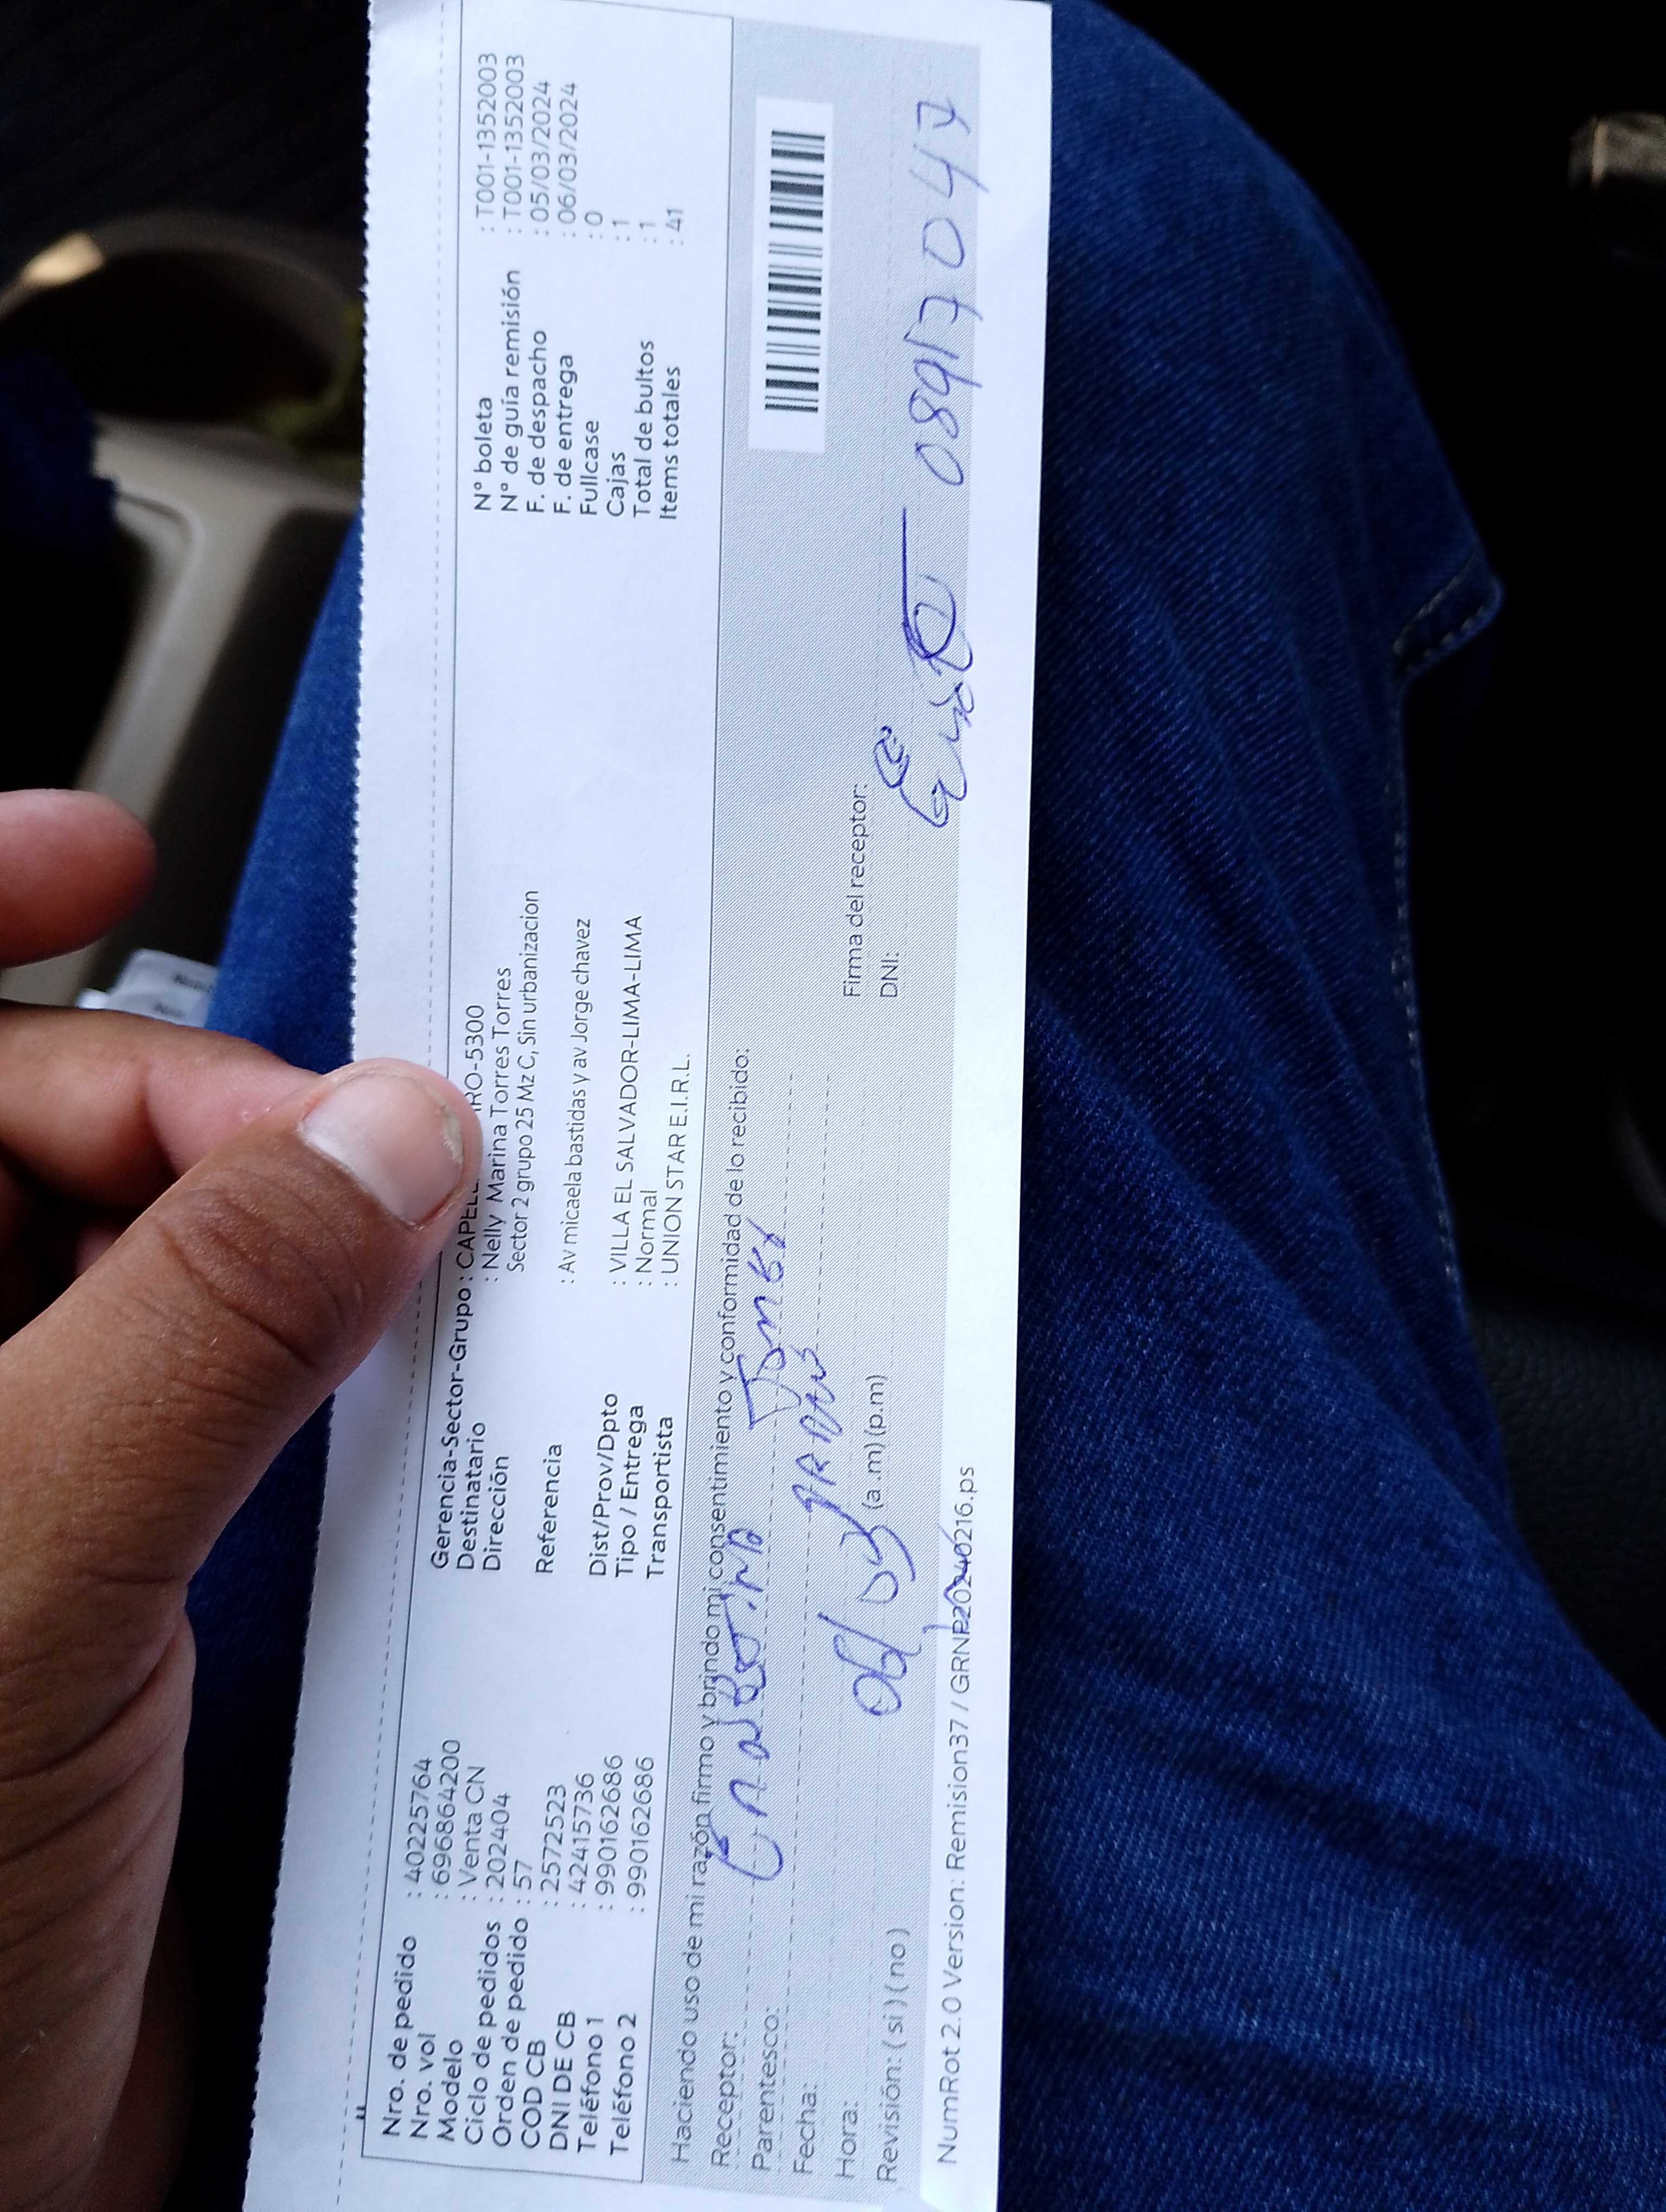 Nro. de pedido : 402225764
Nro. vol : 6968642​00
Modelo : Venta CN
Ciclo de pedidos : 202404
Orden de pedido : 57
COD CB : 2572523
DNI DE CB : 42415736
Teléfono 1 : 990162686
Teléfono 2 : 990162686
Gerencia-Sector-Grupo : IRO-5300
Destinatario : Nelly Marina Torres Torres
Dirección Sector 2 grupo 25 Mz C, Sin urbanizacion
Referencia : Av micaela bastidas y av Jorge chavez
Dist/Prov/Dpto : VILLA EL SALVADOR-LIMA-LIMA
Tipo / Entrega : Normal
Transportista : UNION STAR E.I.R.L.
N° boleta : T001-1352003
N° de guía remisión : T001-1352003
F. de despacho : 05/03/2024
F. de entrega : 06/03/2024
Fullcase : 0
Cajas : 1
Total de bultos : 1
Items totales : 41
Haciendo uso de mi razón firmo y brindo mi consentimiento y conformidad de lo recibido:
Receptor:
Parentesco:
Fecha:
Hora: (a.m) (p.m)
Revisión: ( si ) ( no )
Firma del receptor:
DNI: 08917047
NumRot 2.0 Version: Remision37 / GRNP20240216.ps